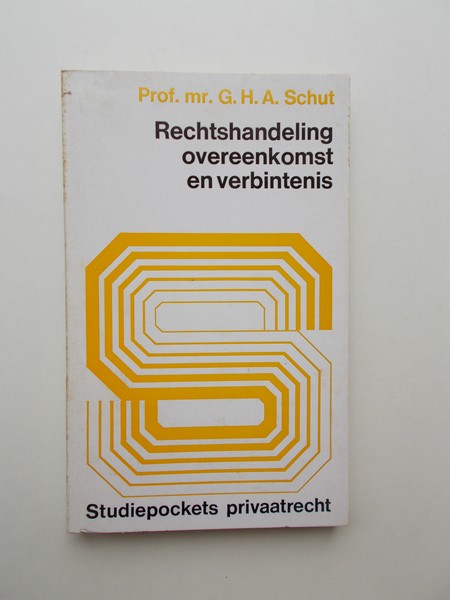 Prof. mr. G. H. A. Schut
Rechtshandeling
overeenkomst
en verbintenis
Studiepockets privaatrecht